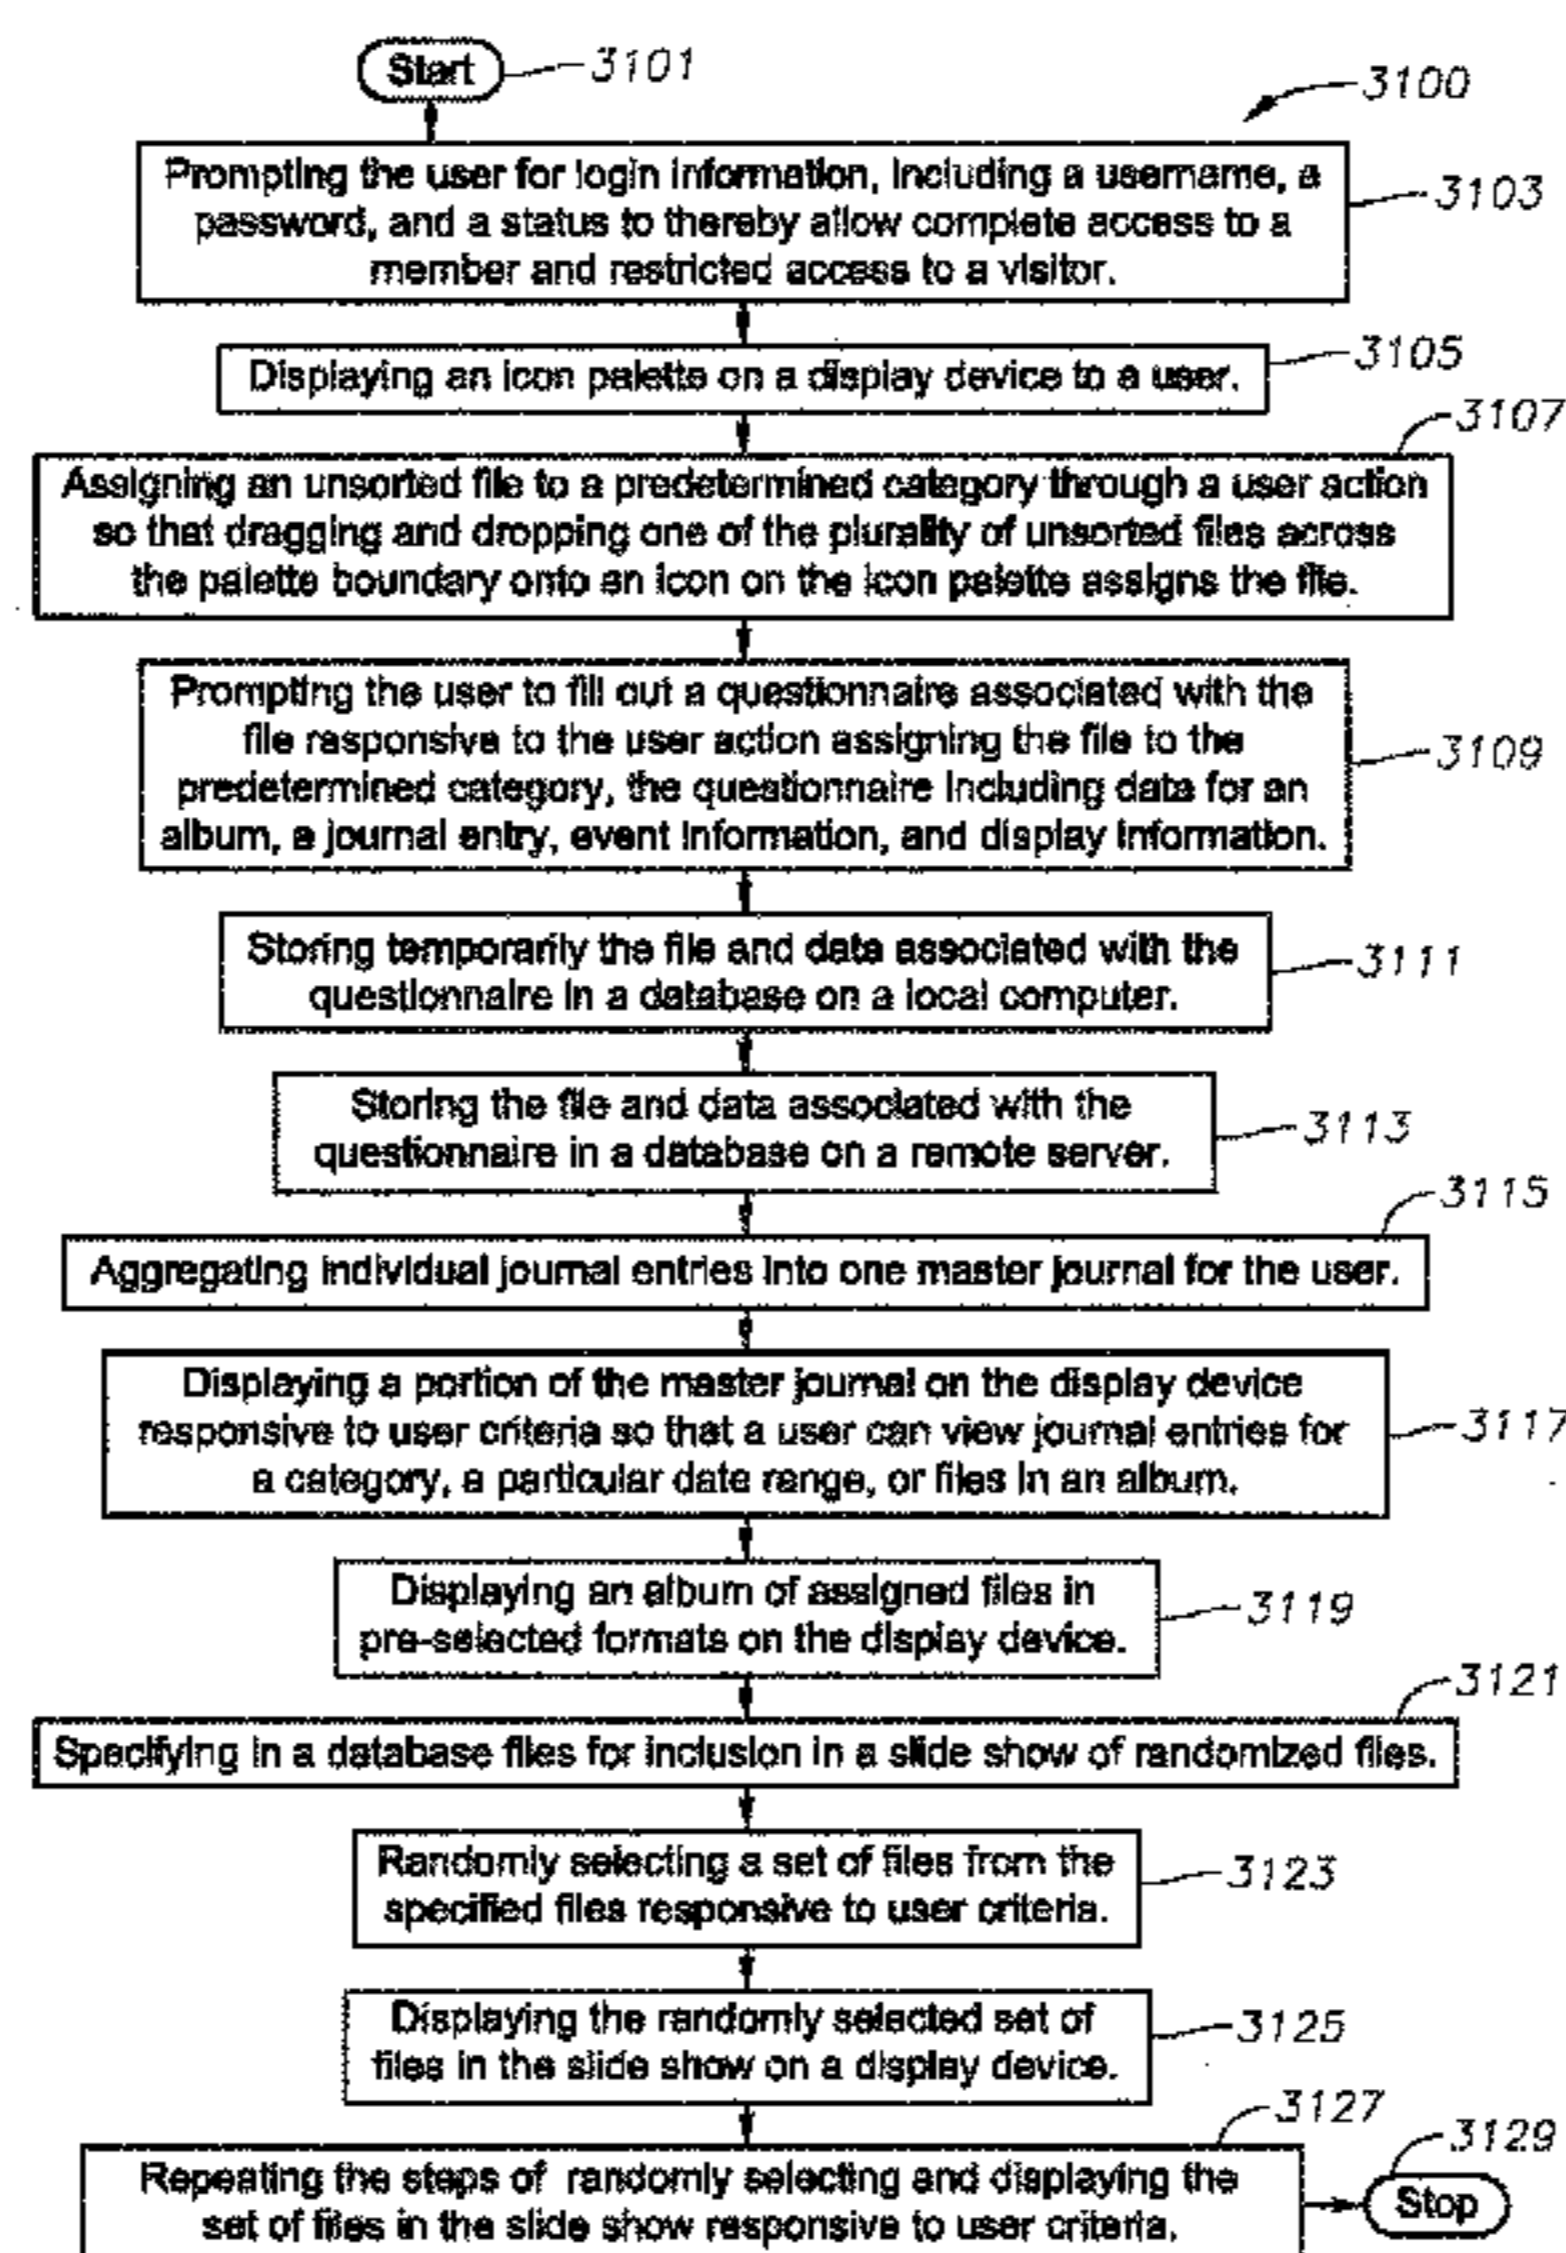 Start 3101
3100
Prompting the user for login information, including a username, a
password, and a status to thereby allow complete access to a
member and restricted access to a visitor.
3103
Displaying an icon palette on a display device to a user.
3105
3107
Assigning an unsorted file to a predetermined category through a user action
so that dragging and dropping one of the plurality of unsorted files across
the palette boundary onto an icon on the icon palette assigns the file.
Prompting the user to fill out a questionnaire associated with the
file responsive to the user action assigning the file to the
predetermined category, the questionnaire including data for an
album, a journal entry, event information, and display information.
3109
Storing temporarily the file and data associated with the
questionnaire in a database on a local computer.
3111
Storing the file and data associated with the
questionnaire in a database on a remote server.
3113
3115
Aggregating individual journal entries into one master journal for the user.
Displaying a portion of the master journal on the display device
responsive to user criteria so that a user can view journal entries for
a category, a particular date range, or files in an album.
3117
Displaying an album of assigned files in
pre-selected formats on the display device.
3119
3121
Specifying in a database files for inclusion in a slide show of randomized files.
Randomly selecting a set of files from the
specified files responsive to user criteria.
3123
Displaying the randomly selected set of
files in the slide show on a display device.
3125
3127
Repeating the steps of randomly selecting and displaying the
set of files in the slide show responsive to user criteria.
3129
Stop